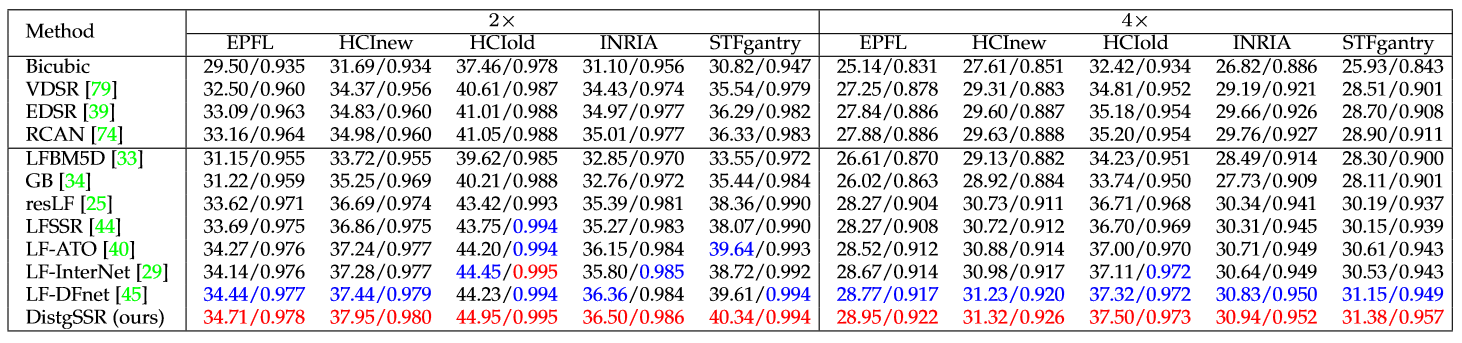 Method 2× 4×
EPFL HCInew HCIold INRIA STFgantry EPFL HCInew HCIold INRIA STFgantry
Bicubic 29.50/0.935 31.69/0.934 37.46/0.978 31.10/0.956 30.82/0.947 25.14/0.831 27.61/0.851 32.42/0.934 26.82/0.886 25.93/0.843
VDSR [79] 32.50/0.960 34.37/0.956 40.61/0.987 34.43/0.974 35.54/0.979 27.25/0.878 29.31/0.883 34.81/0.952 29.19/0.921 28.51/0.901
EDSR [39] 33.09/0.963 34.83/0.960 41.01/0.988 34.97/0.977 36.29/0.982 27.84/0.886 29.60/0.887 35.18/0.954 29.66/0.926 28.70/0.908
RCAN [74] 33.16/0.964 34.98/0.960 41.05/0.988 35.01/0.977 36.33/0.983 27.88/0.886 29.63/0.888 35.20/0.954 29.76/0.927 28.90/0.911
LFBM5D [33] 31.15/0.955 33.72/0.955 39.62/0.985 32.85/0.970 33.55/0.972 26.61/0.870 29.13/0.882 34.23/0.951 28.49/0.914 28.30/0.900
GB [34] 31.22/0.959 35.25/0.969 40.21/0.988 32.76/0.972 35.44/0.984 26.02/0.863 28.92/0.884 33.74/0.950 27.73/0.909 28.11/0.901
resLF [25] 33.62/0.971 36.69/0.974 43.42/0.993 35.39/0.981 38.36/0.990 28.27/0.904 30.73/0.911 36.71/0.968 30.34/0.941 30.19/0.937
LFSSR [44] 33.69/0.975 36.86/0.975 43.75/0.994 35.27/0.983 38.07/0.990 28.27/0.908 30.72/0.912 36.70/0.969 30.31/0.945 30.15/0.939
LF-ATO [40] 34.27/0.976 37.24/0.977 44.20/0.994 36.15/0.984 39.64/0.993 28.52/0.912 30.88/0.914 37.00/0.970 30.71/0.949 30.61/0.943
LF-InterNet [29] 34.14/0.976 37.28/0.977 44.45/0.995 35.80/0.985 38.72/0.992 28.67/0.914 30.98/0.917 37.11/0.972 30.64/0.949 30.53/0.943
LF-DFnet [45] 34.44/0.977 37.44/0.979 44.23/0.994 36.36/0.984 39.61/0.994 28.77/0.917 31.23/0.920 37.32/0.972 30.83/0.950 31.15/0.949
DistgSSR (ours) 34.71/0.978 37.95/0.980 44.95/0.995 36.50/0.986 40.34/0.994 28.95/0.922 31.32/0.926 37.50/0.973 30.94/0.952 31.38/0.957